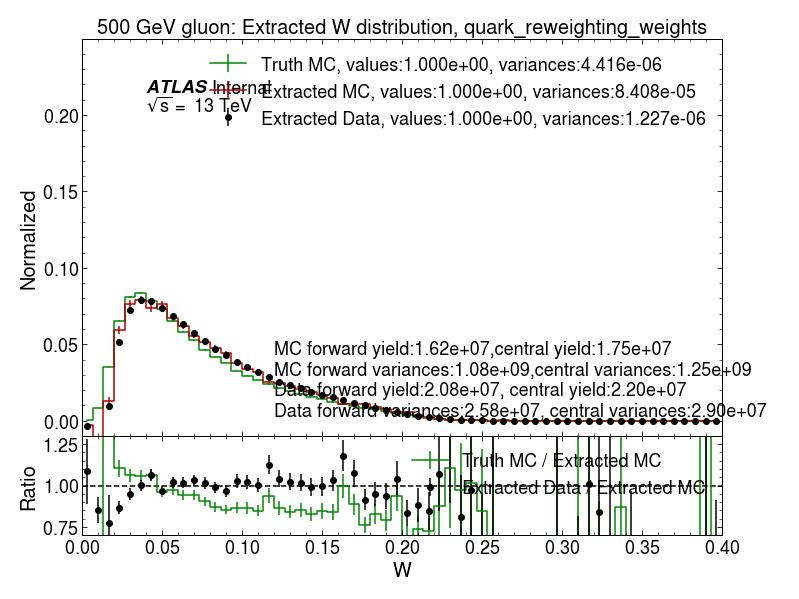 500 GeV gluon: Extracted W distribution, quark_reweighting_weights
Truth MC, values:1.000e+00, variances:4.416e-06
ATLAS Internal
Extracted MC, values:1.000e+00, variances:8.408e-05
√s = 13 TeV
Extracted Data, values:1.000e+00, variances:1.227e-06
Normalized
0.20
0.15
0.10
0.05
0.00
MC forward yield:1.62e+07,central yield:1.75e+07
MC forward variances:1.08e+09,central variances:1.25e+09
Data forward yield:2.08e+07, central yield:2.20e+07
Data forward variances:2.58e+07, central variances:2.90e+07
Ratio
1.25
1.00
0.75
Truth MC / Extracted MC
Extracted Data / Extracted MC
0.00 0.05 0.10 0.15 0.20 0.25 0.30 0.35 0.40
W